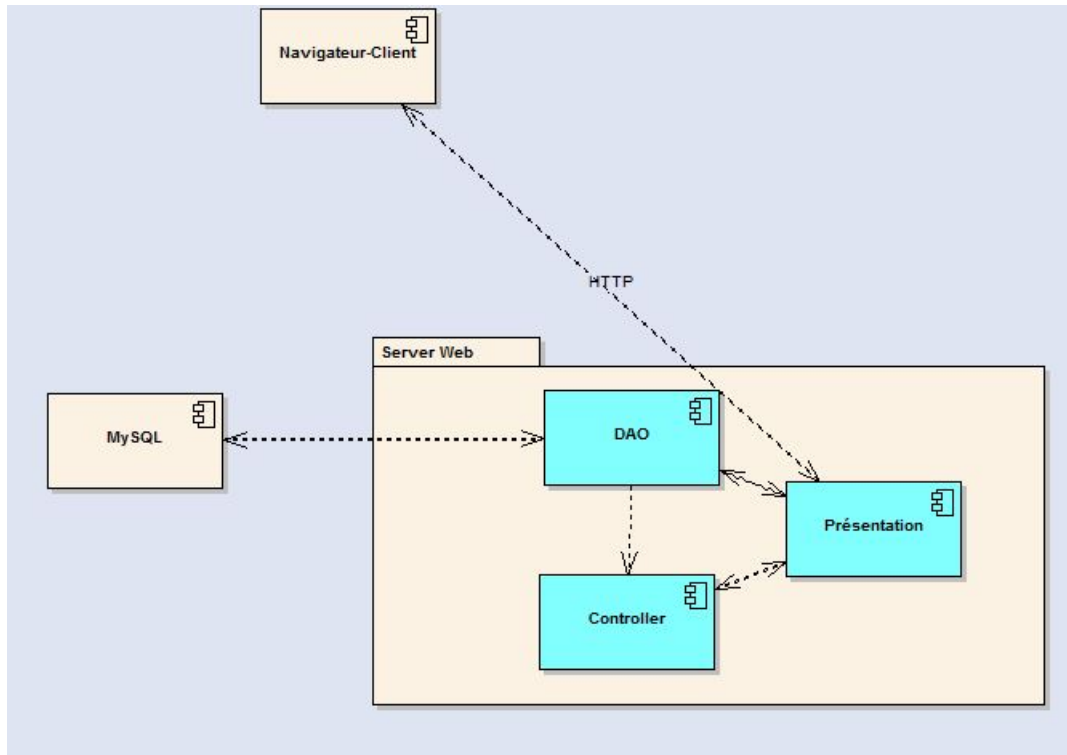 Navigateur-Client
HTTP
Server Web
MySQL
DAO
Présentation
Controller